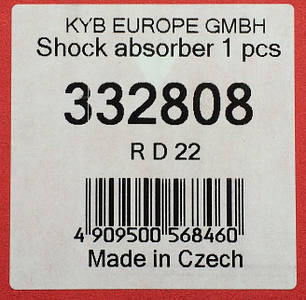 KYB EUROPE GMBH
Shock absorber 1 pcs
332808
R D 22
4 909500 568460
Made in Czech